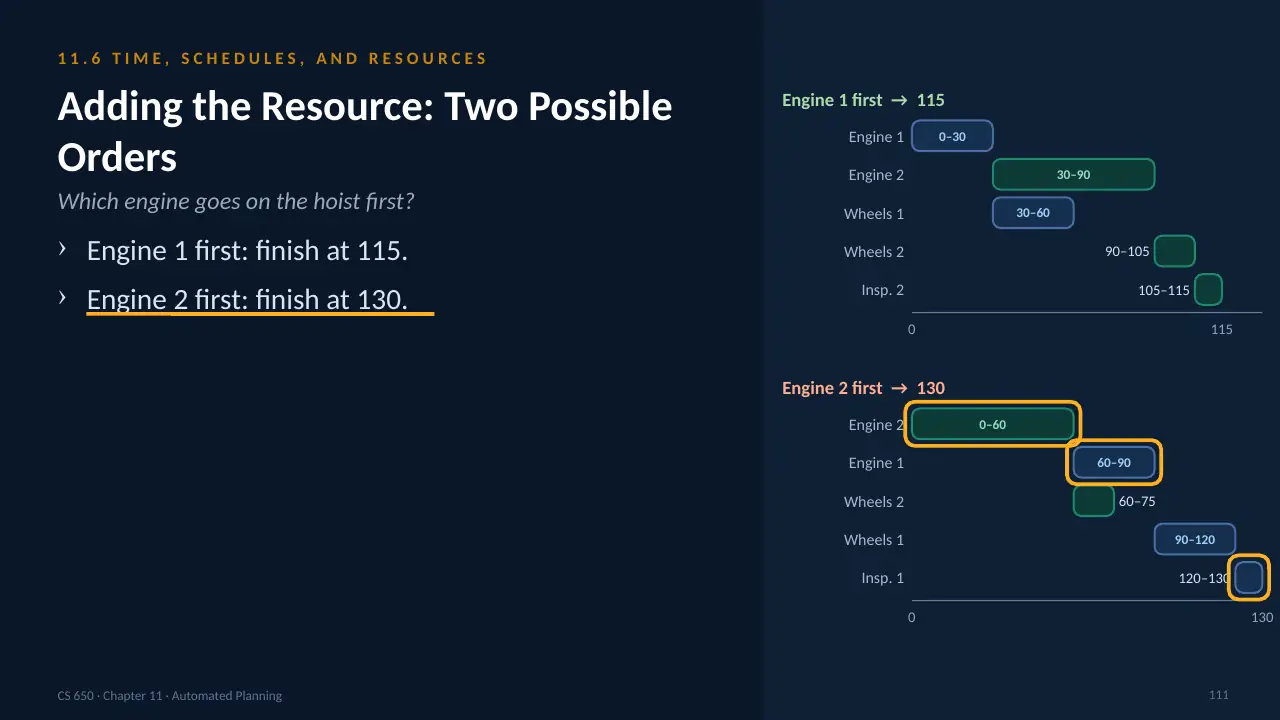 11.6 TIME, SCHEDULES, AND RESOURCES
Adding the Resource: Two Possible
Orders
Which engine goes on the hoist first?
› Engine 1 first: finish at 115.
› Engine 2 first: finish at 130.
Engine 1 first → 115
Engine 1 0–30
Engine 2 30–90
Wheels 1 30–60
Wheels 2 90–105
Insp. 2 105–115
0 115
Engine 2 first → 130
Engine 2 0–60
Engine 1 60–90
Wheels 2 60–75
Wheels 1 90–120
Insp. 1 120–130
0 130
CS 650 · Chapter 11 · Automated Planning
111